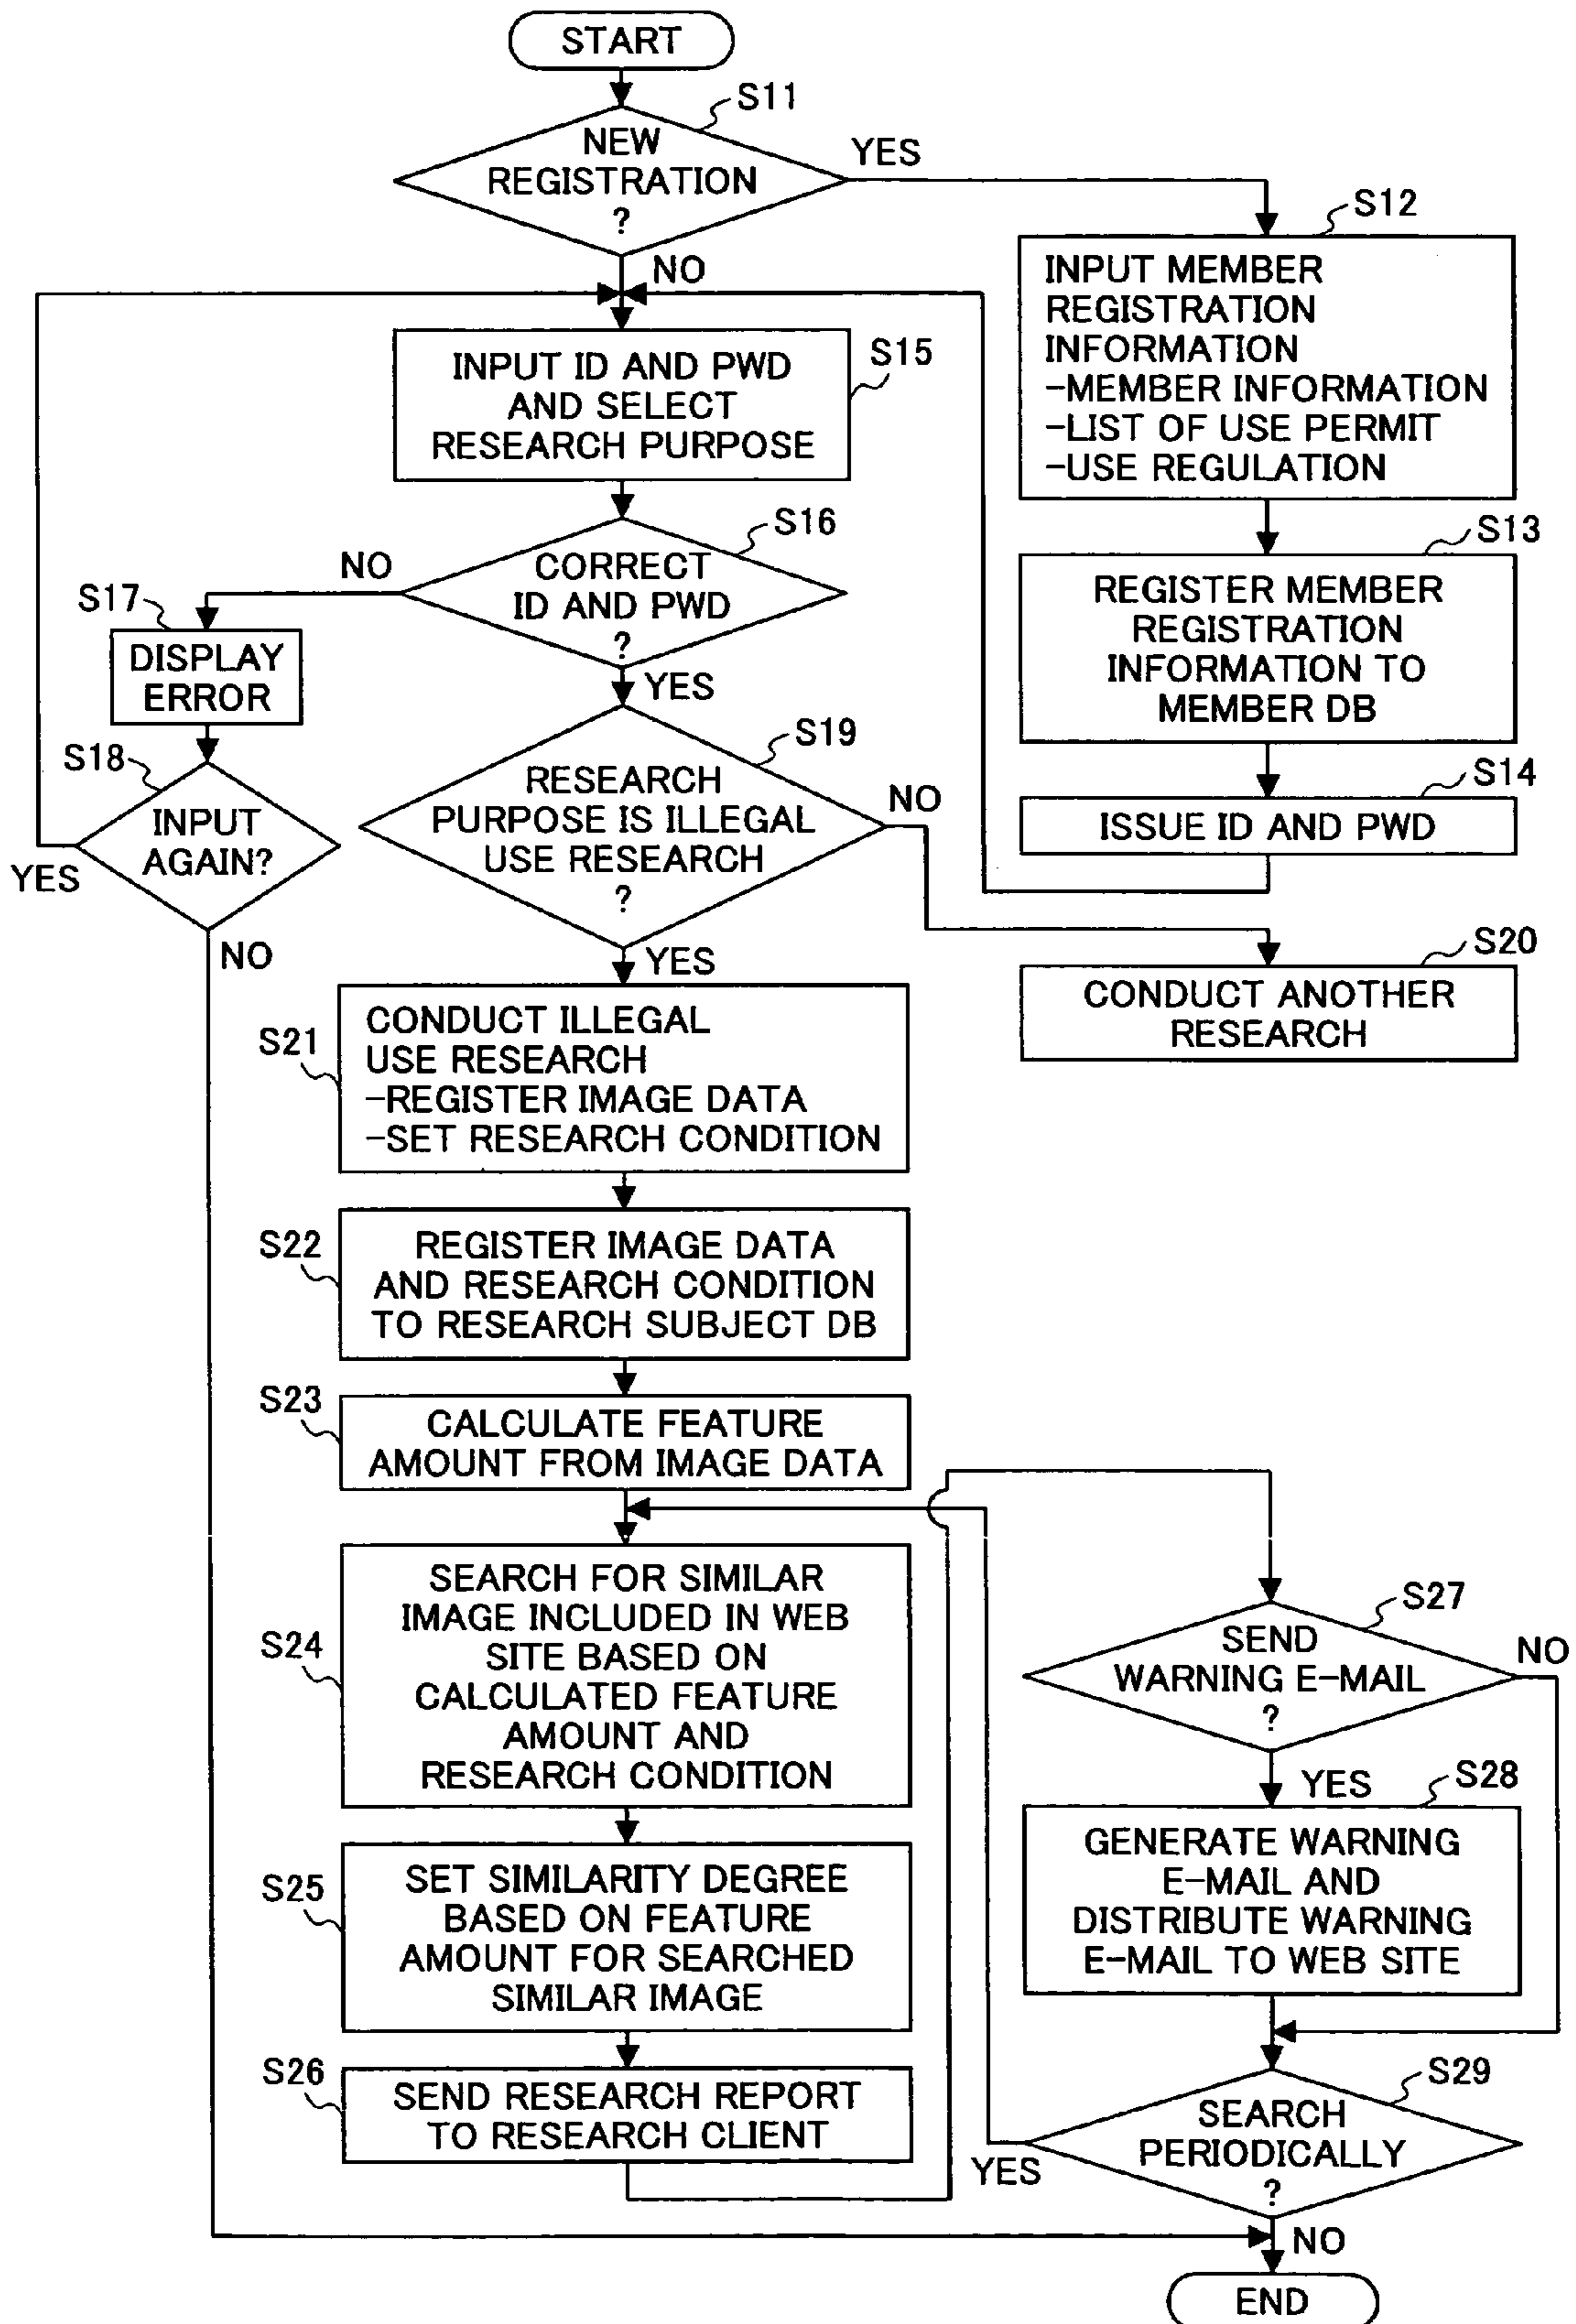 START
S11
NEW
REGISTRATION
?
YES
NO
S12
INPUT MEMBER
REGISTRATION
INFORMATION
-MEMBER INFORMATION
-LIST OF USE PERMIT
-USE REGULATION
S13
REGISTER MEMBER
REGISTRATION
INFORMATION TO
MEMBER DB
S14
ISSUE ID AND PWD
S15
INPUT ID AND PWD
AND SELECT
RESEARCH PURPOSE
S16
CORRECT
ID AND PWD
?
NO
YES
S17
DISPLAY
ERROR
S18
INPUT
AGAIN?
YES
NO
S19
RESEARCH
PURPOSE IS ILLEGAL
USE RESEARCH
?
NO
YES
S20
CONDUCT ANOTHER
RESEARCH
S21
CONDUCT ILLEGAL
USE RESEARCH
-REGISTER IMAGE DATA
-SET RESEARCH CONDITION
S22
REGISTER IMAGE DATA
AND RESEARCH CONDITION
TO RESEARCH SUBJECT DB
S23
CALCULATE FEATURE
AMOUNT FROM IMAGE DATA
S24
SEARCH FOR SIMILAR
IMAGE INCLUDED IN WEB
SITE BASED ON
CALCULATED FEATURE
AMOUNT AND
RESEARCH CONDITION
S25
SET SIMILARITY DEGREE
BASED ON FEATURE
AMOUNT FOR SEARCHED
SIMILAR IMAGE
S26
SEND RESEARCH REPORT
TO RESEARCH CLIENT
S27
SEND
WARNING E-MAIL
?
NO
YES
S28
GENERATE WARNING
E-MAIL AND
DISTRIBUTE WARNING
E-MAIL TO WEB SITE
S29
SEARCH
PERIODICALLY
?
YES
NO
END